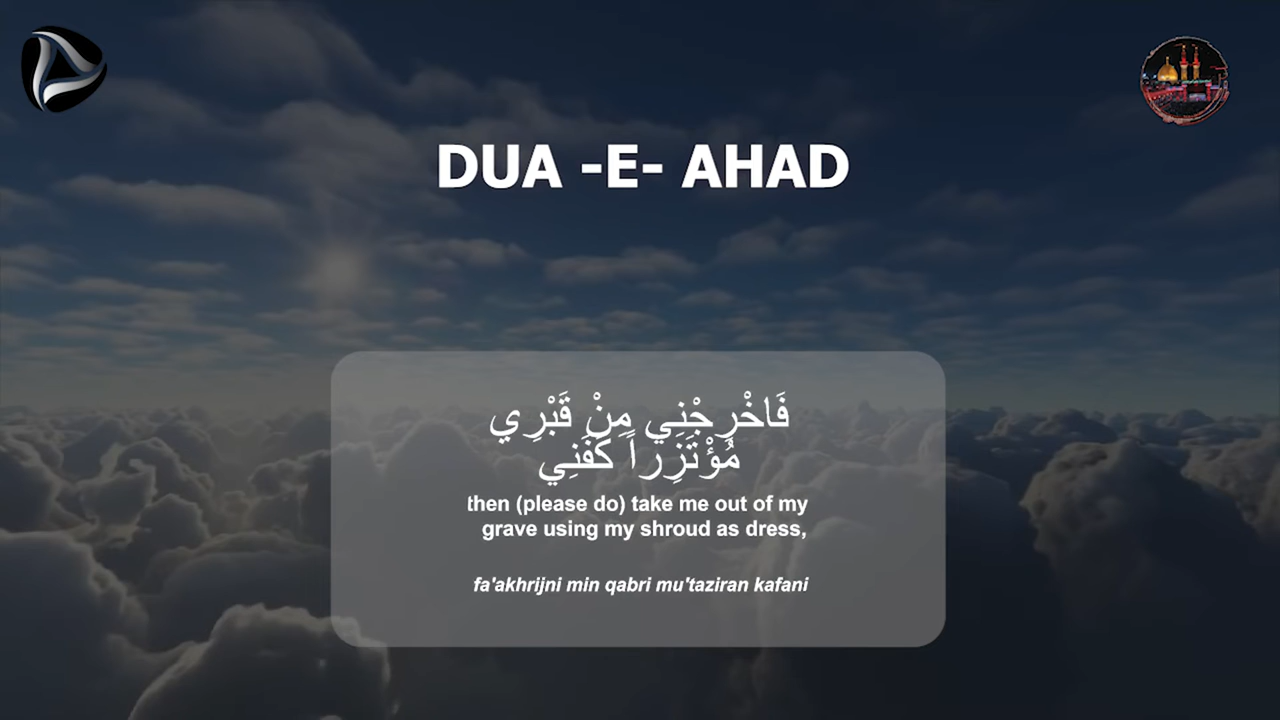 DUA -E- AHAD
فَاخْرِجْنِي مِنْ قَبْرِي
مُؤْتَزِراً كَفَنِي
then (please do) take me out of my
grave using my shroud as dress,
fa'akhrijni min qabri mu'taziran kafani